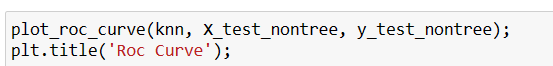 plot_roc_curve(knn, X_test_nontree, y_test_nontree);
plt.title('Roc Curve');